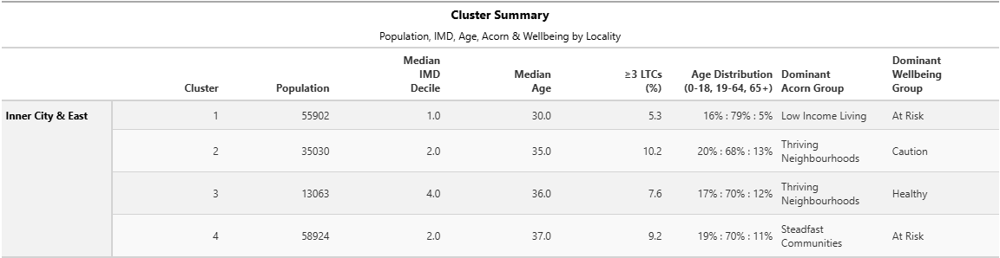 Cluster Summary
Population, IMD, Age, Acorn & Wellbeing by Locality
Cluster Population Median IMD Decile Median Age ≥3 LTCs (%) Age Distribution (0-18, 19-64, 65+) Dominant Acorn Group Dominant Wellbeing Group
Inner City & East 1 55902 1.0 30.0 5.3 16% : 79% : 5% Low Income Living At Risk
2 35030 2.0 35.0 10.2 20% : 68% : 13% Thriving Neighbourhoods Caution
3 13063 4.0 36.0 7.6 17% : 70% : 12% Thriving Neighbourhoods Healthy
4 58924 2.0 37.0 9.2 19% : 70% : 11% Steadfast Communities At Risk